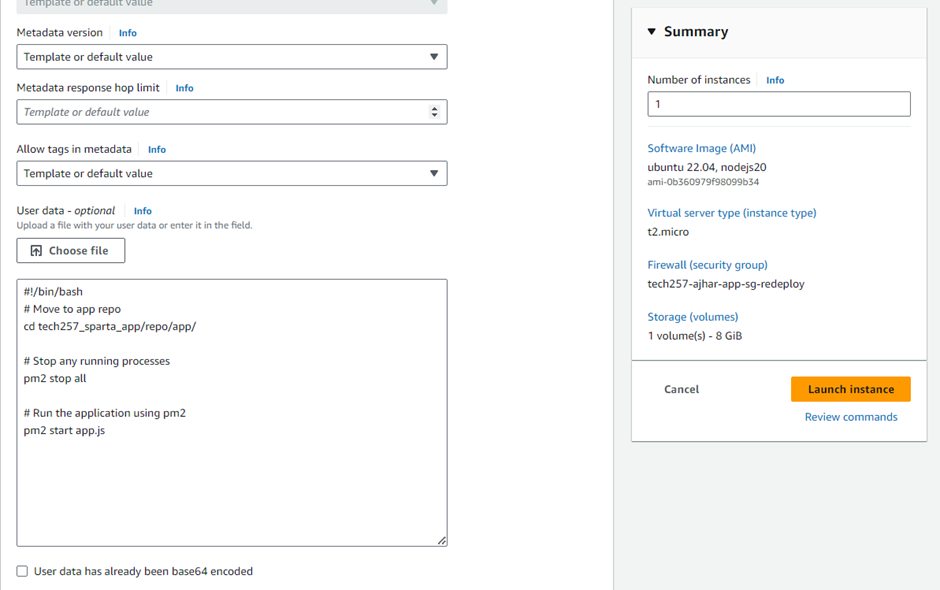 Template or default value
Metadata version Info
Template or default value
Metadata response hop limit Info
Template or default value
Allow tags in metadata Info
Template or default value
User data - optional Info
Upload a file with your user data or enter it in the field.
Choose file
#!/bin/bash
# Move to app repo
cd tech257_sparta_app/repo/app/
# Stop any running processes
pm2 stop all
# Run the application using pm2
pm2 start app.js
User data has already been base64 encoded
Summary
Number of instances Info
1
Software Image (AMI)
ubuntu 22.04, nodejs20
ami-0b360979f98099b34
Virtual server type (instance type)
t2.micro
Firewall (security group)
tech257-ajhar-app-sg-redeploy
Storage (volumes)
1 volume(s) - 8 GiB
Cancel
Launch instance
Review commands